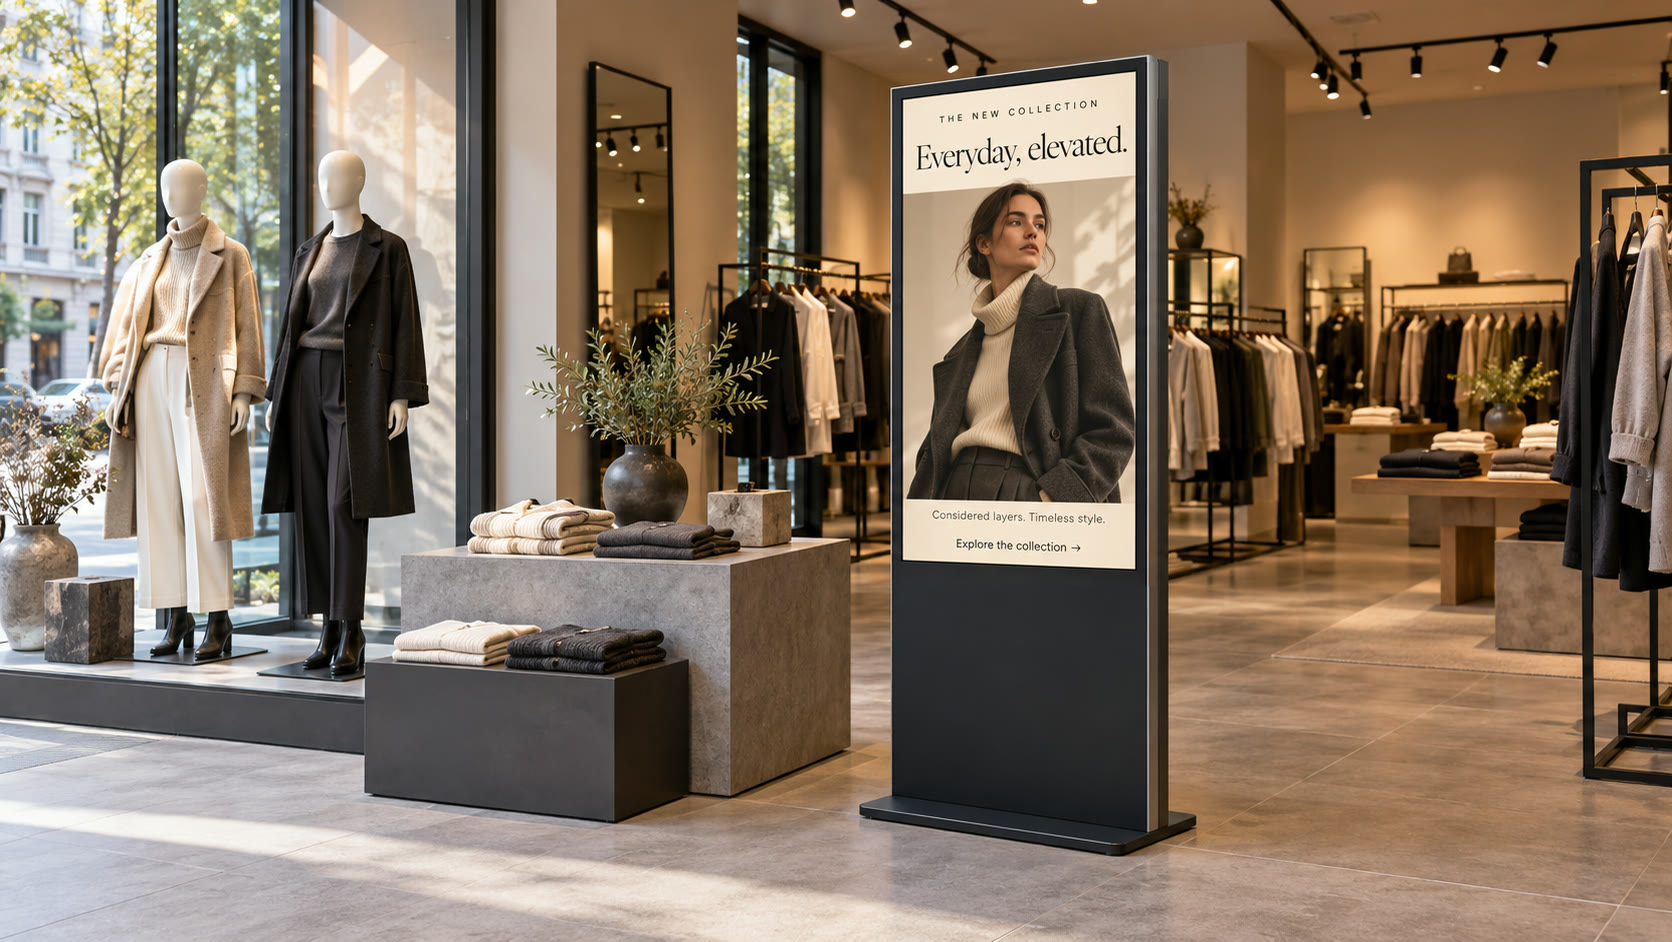 THE NEW COLLECTION
Everyday, elevated.
Considered layers. Timeless style.
Explore the collection →